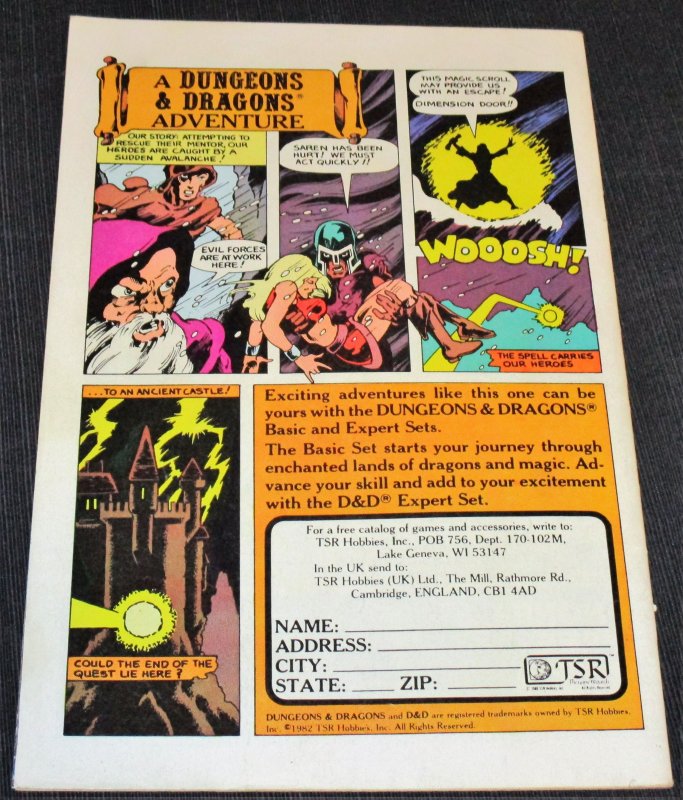 A DUNGEONS
& DRAGONS®
ADVENTURE
OUR STORY: ATTEMPTING TO
RESCUE THEIR MENTOR, OUR
HEROES ARE CAUGHT BY A
SUDDEN AVALANCHE!
EVIL FORCES
ARE AT WORK
HERE!
SAREN HAS BEEN
HURT! WE MUST
ACT QUICKLY!!
THIS MAGIC SCROLL
MAY PROVIDE US
WITH AN ESCAPE!
DIMENSION DOOR!!
WOOOSH!
THE SPELL CARRIES
OUR HEROES
...TO AN ANCIENT CASTLE!
COULD THE END OF THE
QUEST LIE HERE?
Exciting adventures like this one can be
yours with the DUNGEONS & DRAGONS®
Basic and Expert Sets.
The Basic Set starts your journey through
enchanted lands of dragons and magic. Ad-
vance your skill and add to your excitement
with the D&D® Expert Set.
For a free catalog of games and accessories, write to:
TSR Hobbies, Inc., POB 756, Dept. 170-102M,
Lake Geneva, WI 53147
In the UK send to:
TSR Hobbies (UK) Ltd., The Mill, Rathmore Rd.,
Cambridge, ENGLAND, CB1 4AD
NAME:
ADDRESS:
CITY:
STATE: ZIP:
TSR™
DUNGEONS & DRAGONS and D&D are registered trademarks owned by TSR Hobbies,
Inc. ©1982 TSR Hobbies, Inc. All Rights Reserved.